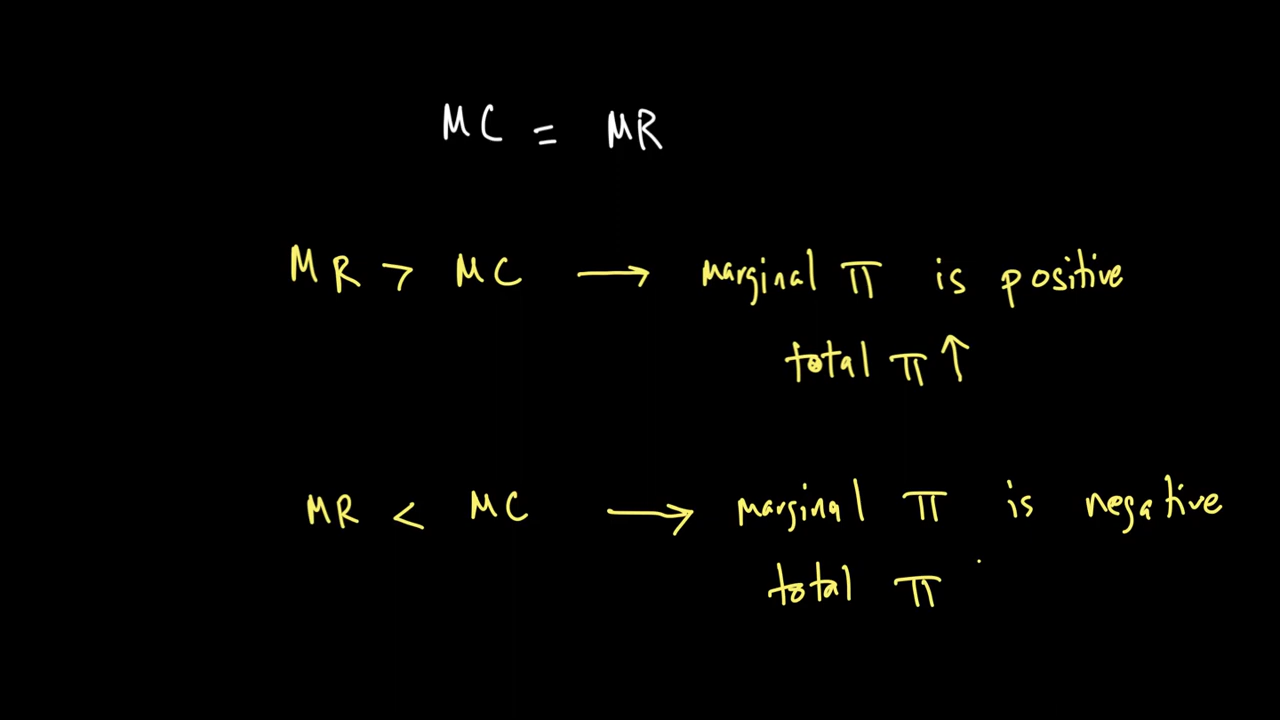 MC = MR
MR > MC → marginal π is positive
total π ↑
MR < MC → marginal π is negative
total π